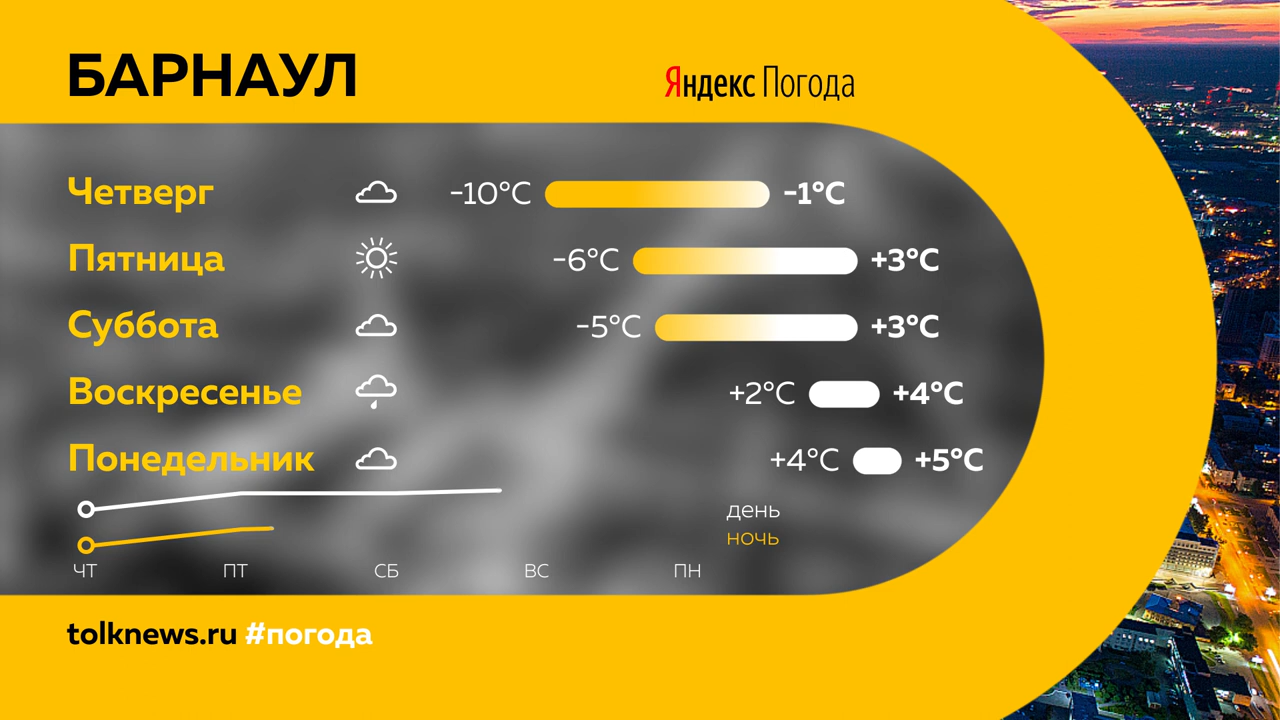 БАРНАУЛ
Яндекс Погода
Четверг -10°C -1°C
Пятница -6°C +3°C
Суббота -5°C +3°C
Воскресенье +2°C +4°C
Понедельник +4°C +5°C
день
ночь
ЧТ ПТ СБ ВС ПН
tolknews.ru #погода